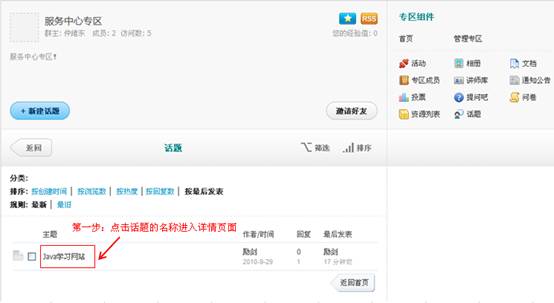 服务中心专区
RSS
群主: 仲绪东 成员: 2 访问数: 5
您的经验值: 0
服务中心专区!
+ 新建话题
邀请好友
返回
话题
筛选
排序
分类:
排序: 按创建时间 | 按浏览数 | 按热度 | 按回复数 | 按最后发表
规则: 最新 | 最旧
第一步：点击话题的名称进入详情页面
主题 作者/时间 回复 最后发表
Java学习网站 励剑 0 励剑
2010-9-29 1 17 分钟前
返回首页
专区组件
首页 管理专区
活动 相册 文档
专区成员 讲师库 通知公告
投票 提问吧 问卷
资源列表 话题